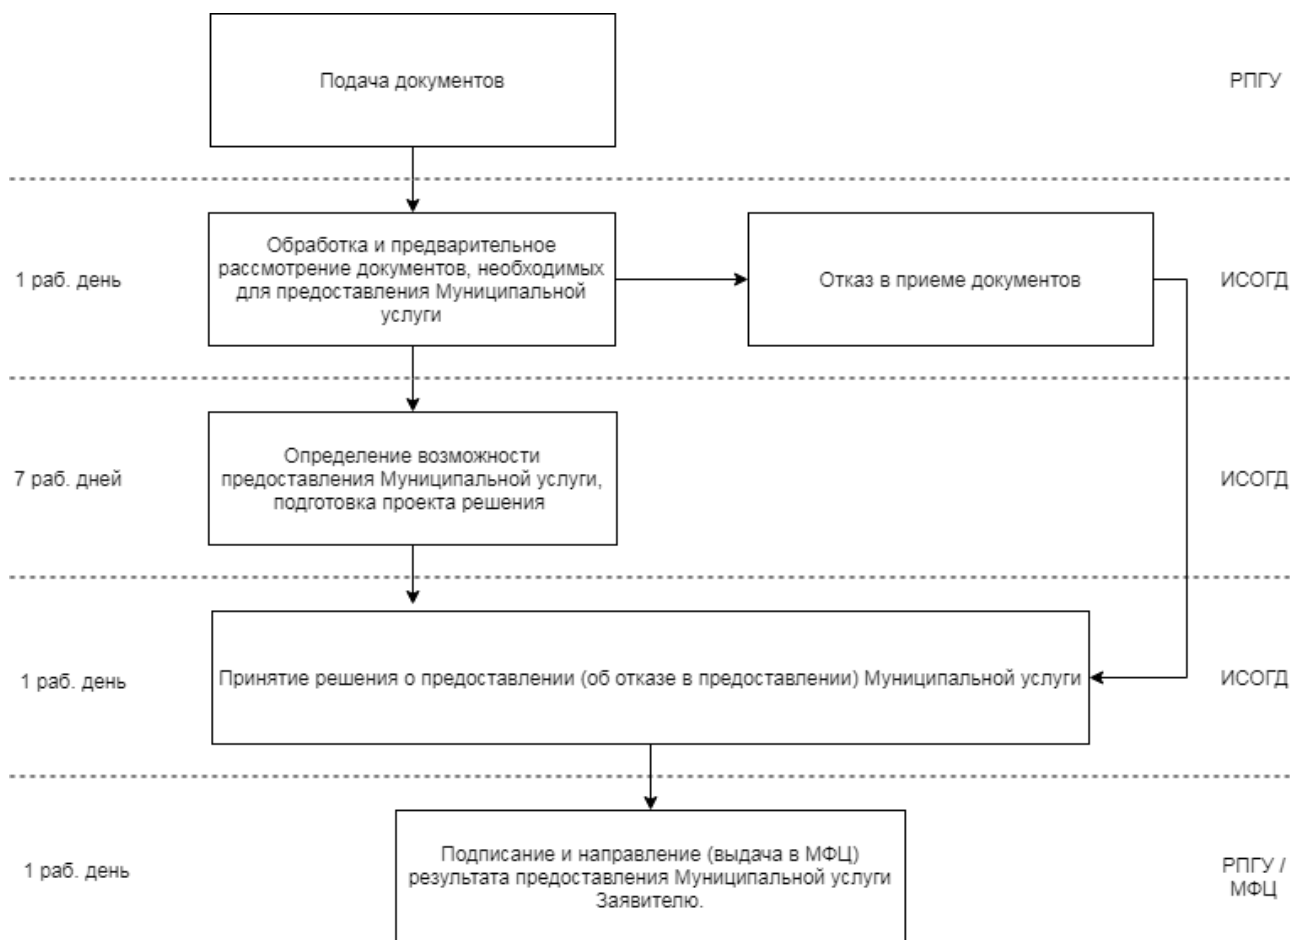 Подача документов
РПГУ
1 раб. день
Обработка и предварительное
рассмотрение документов, необходимых
для предоставления Муниципальной
услуги
Отказ в приеме документов
ИСОГД
7 раб. дней
Определение возможности
предоставления Муниципальной услуги,
подготовка проекта решения
ИСОГД
1 раб. день
Принятие решения о предоставлении (об отказе в предоставлении) Муниципальной услуги
ИСОГД
1 раб. день
Подписание и направление (выдача в МФЦ)
результата предоставления Муниципальной услуги
Заявителю.
РПГУ /
МФЦ